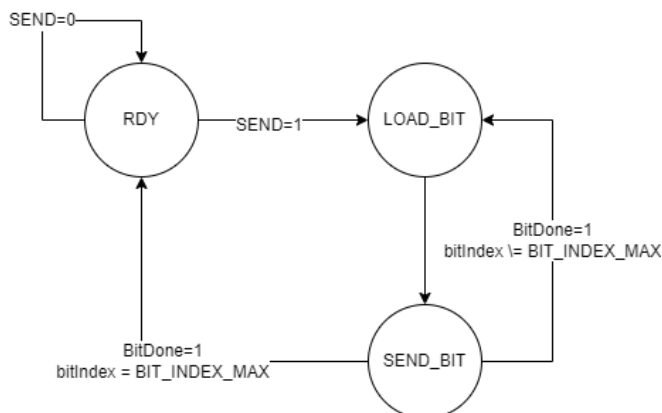 SEND=0
RDY
SEND=1
LOAD_BIT
BitDone=1
bitIndex \= BIT_INDEX_MAX
BitDone=1
bitIndex = BIT_INDEX_MAX
SEND_BIT